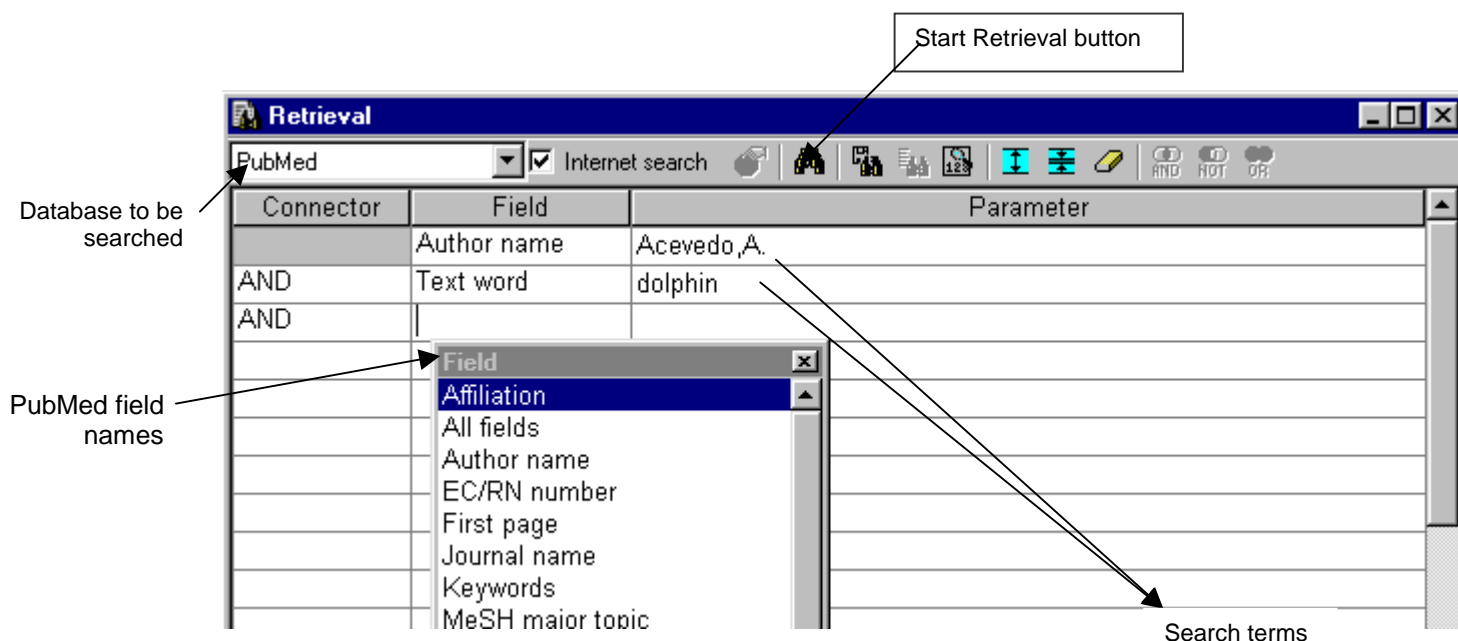 Start Retrieval button
Retrieval
PubMed Internet search 123 AND NOT OR
Database to be
searched
Connector Field Parameter
Author name Acevedo,A.
AND Text word dolphin
AND
PubMed field
names
Field
Affiliation
All fields
Author name
EC/RN number
First page
Journal name
Keywords
MeSH major topic
Search terms